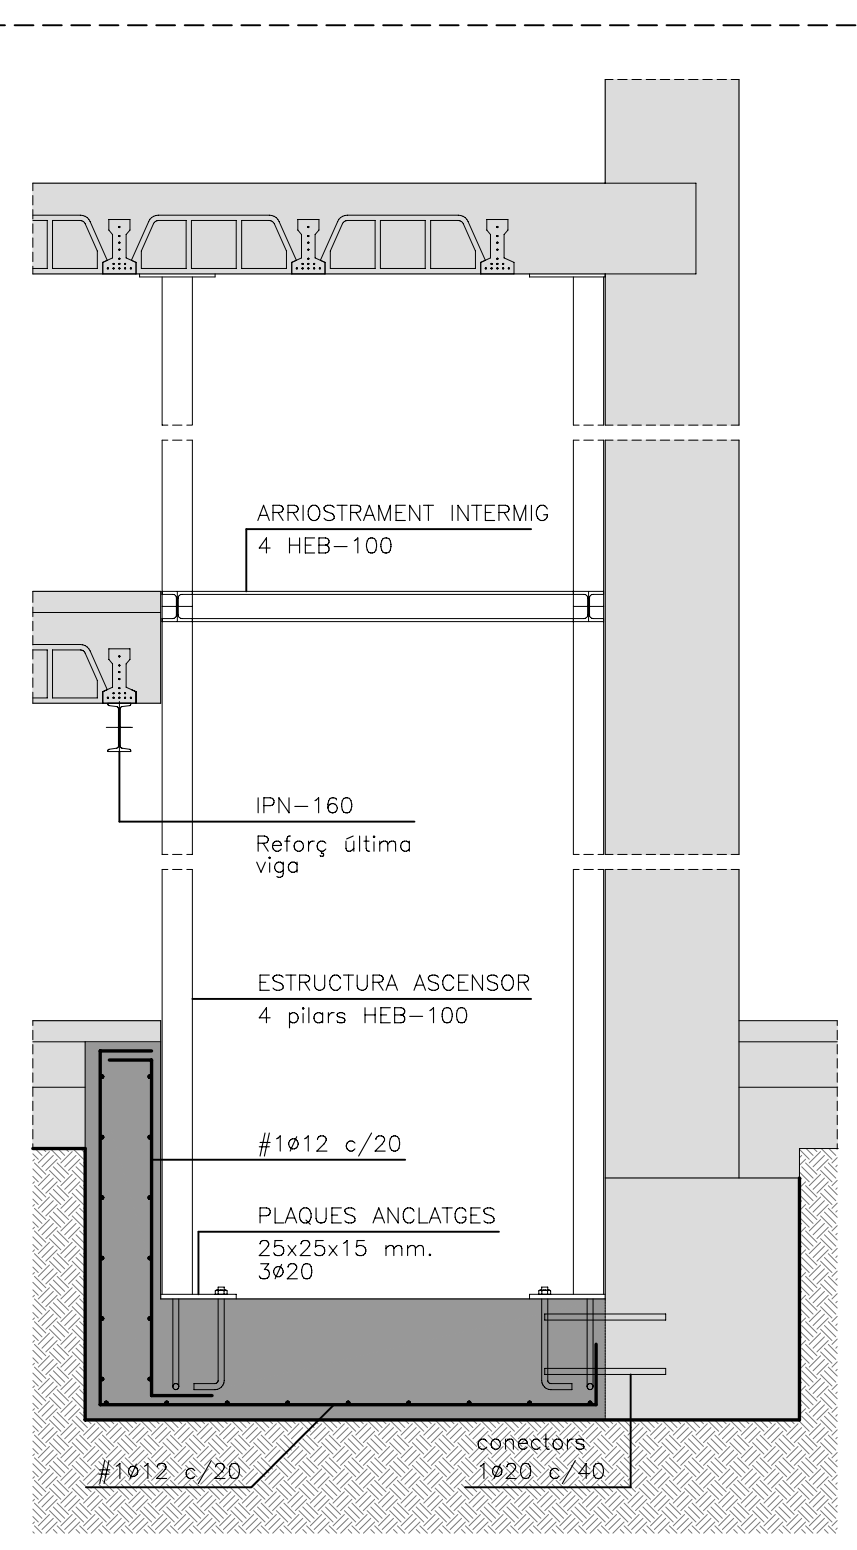 ARRIOSTRAMENT INTERMIG
4 HEB-100
IPN-160
Reforç última
viga
ESTRUCTURA ASCENSOR
4 pilars HEB-100
#1ø12 c/20
PLAQUES ANCLATGES
25x25x15 mm.
3ø20
conectors
#1ø12 c/20
1ø20 c/40